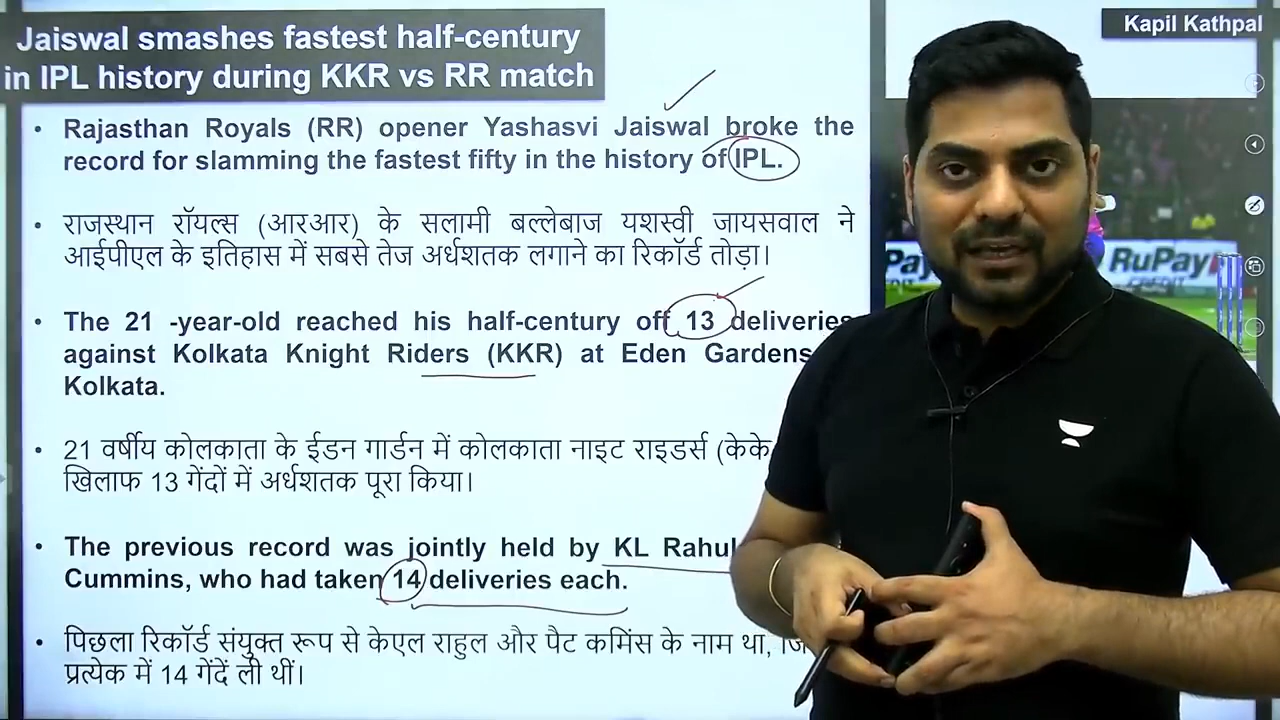 Jaiswal smashes fastest half-century
in IPL history during KKR vs RR match
Kapil Kathpal
• Rajasthan Royals (RR) opener Yashasvi Jaiswal broke the
record for slamming the fastest fifty in the history of IPL.
• राजस्थान रॉयल्स (आरआर) के सलामी बल्लेबाज यशस्वी जायसवाल ने
आईपीएल के इतिहास में सबसे तेज अर्धशतक लगाने का रिकॉर्ड तोड़ा।
• The 21 -year-old reached his half-century off 13 deliveries
against Kolkata Knight Riders (KKR) at Eden Gardens
Kolkata.
• 21 वर्षीय कोलकाता के ईडन गार्डन में कोलकाता नाइट राइडर्स (केके
खिलाफ 13 गेंदों में अर्धशतक पूरा किया।
• The previous record was jointly held by KL Rahul
Cummins, who had taken 14 deliveries each.
• पिछला रिकॉर्ड संयुक्त रूप से केएल राहुल और पैट कमिंस के नाम था,
प्रत्येक में 14 गेंदें ली थीं।
Pay
RuPay
CREDIT